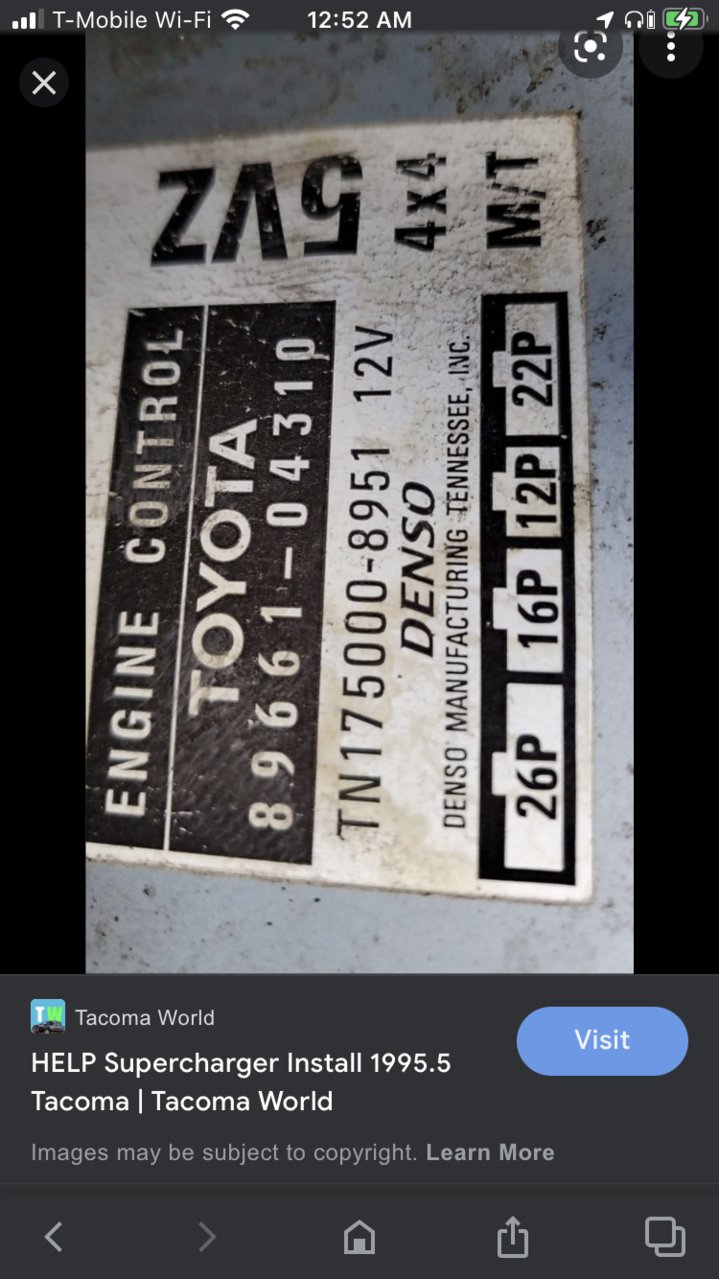 T-Mobile Wi-Fi 12:52 AM
5VZ
4x4
M/T
ENGINE CONTROL
TOYOTA
89661-04310
TN175000-8951 12V
DENSO
DENSO MANUFACTURING TENNESSEE, INC.
26P 16P 12P 22P
TW Tacoma World
Visit
HELP Supercharger Install 1995.5
Tacoma | Tacoma World
Images may be subject to copyright. Learn More